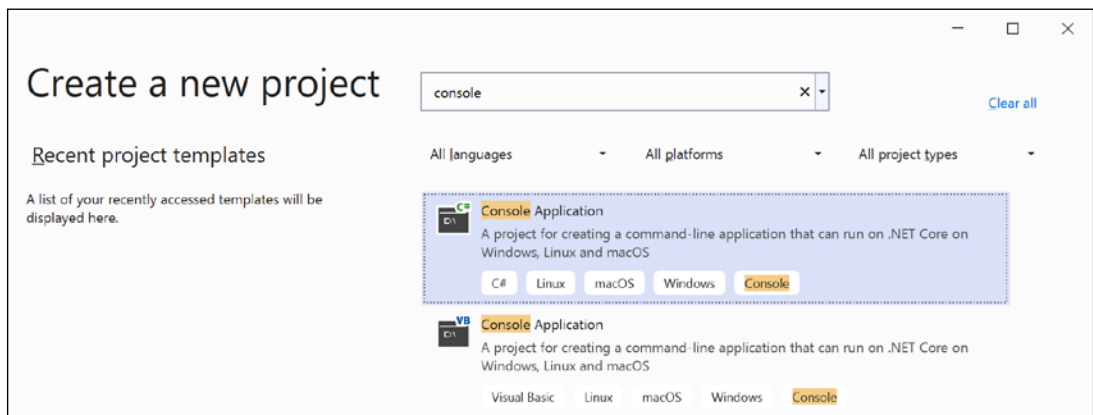 Create a new project
console
Clear all
Recent project templates
All languages
All platforms
All project types
A list of your recently accessed templates will be
displayed here.
C#
Console Application
A project for creating a command-line application that can run on .NET Core on
Windows, Linux and macOS
C# Linux macOS Windows Console
VB
Console Application
A project for creating a command-line application that can run on .NET Core on
Windows, Linux and macOS
Visual Basic Linux macOS Windows Console